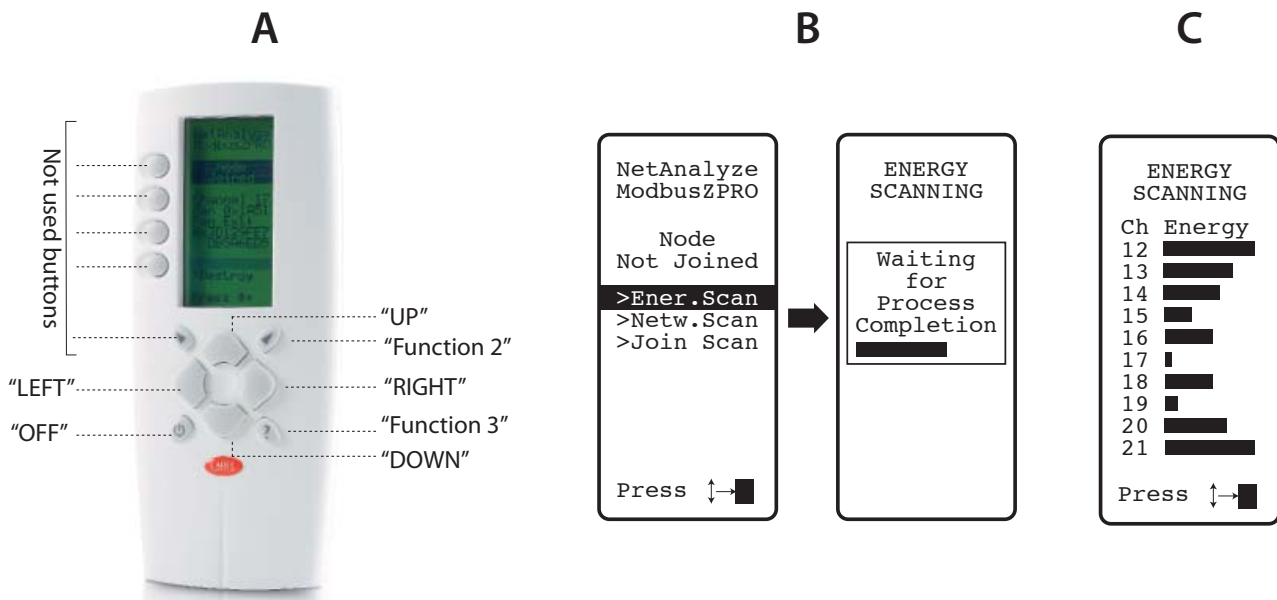 A
B
C
Not used buttons
"UP"
"Function 2"
"LEFT"
"RIGHT"
"OFF"
"Function 3"
"DOWN"
?
NetAnalyze
ModbusZPRO
Node
Not Joined
>Ener.Scan
>Netw.Scan
>Join Scan
Press
ENERGY
SCANNING
Waiting
for
Process
Completion
ENERGY
SCANNING
Ch Energy
12
13
14
15
16
17
18
19
20
21
Press